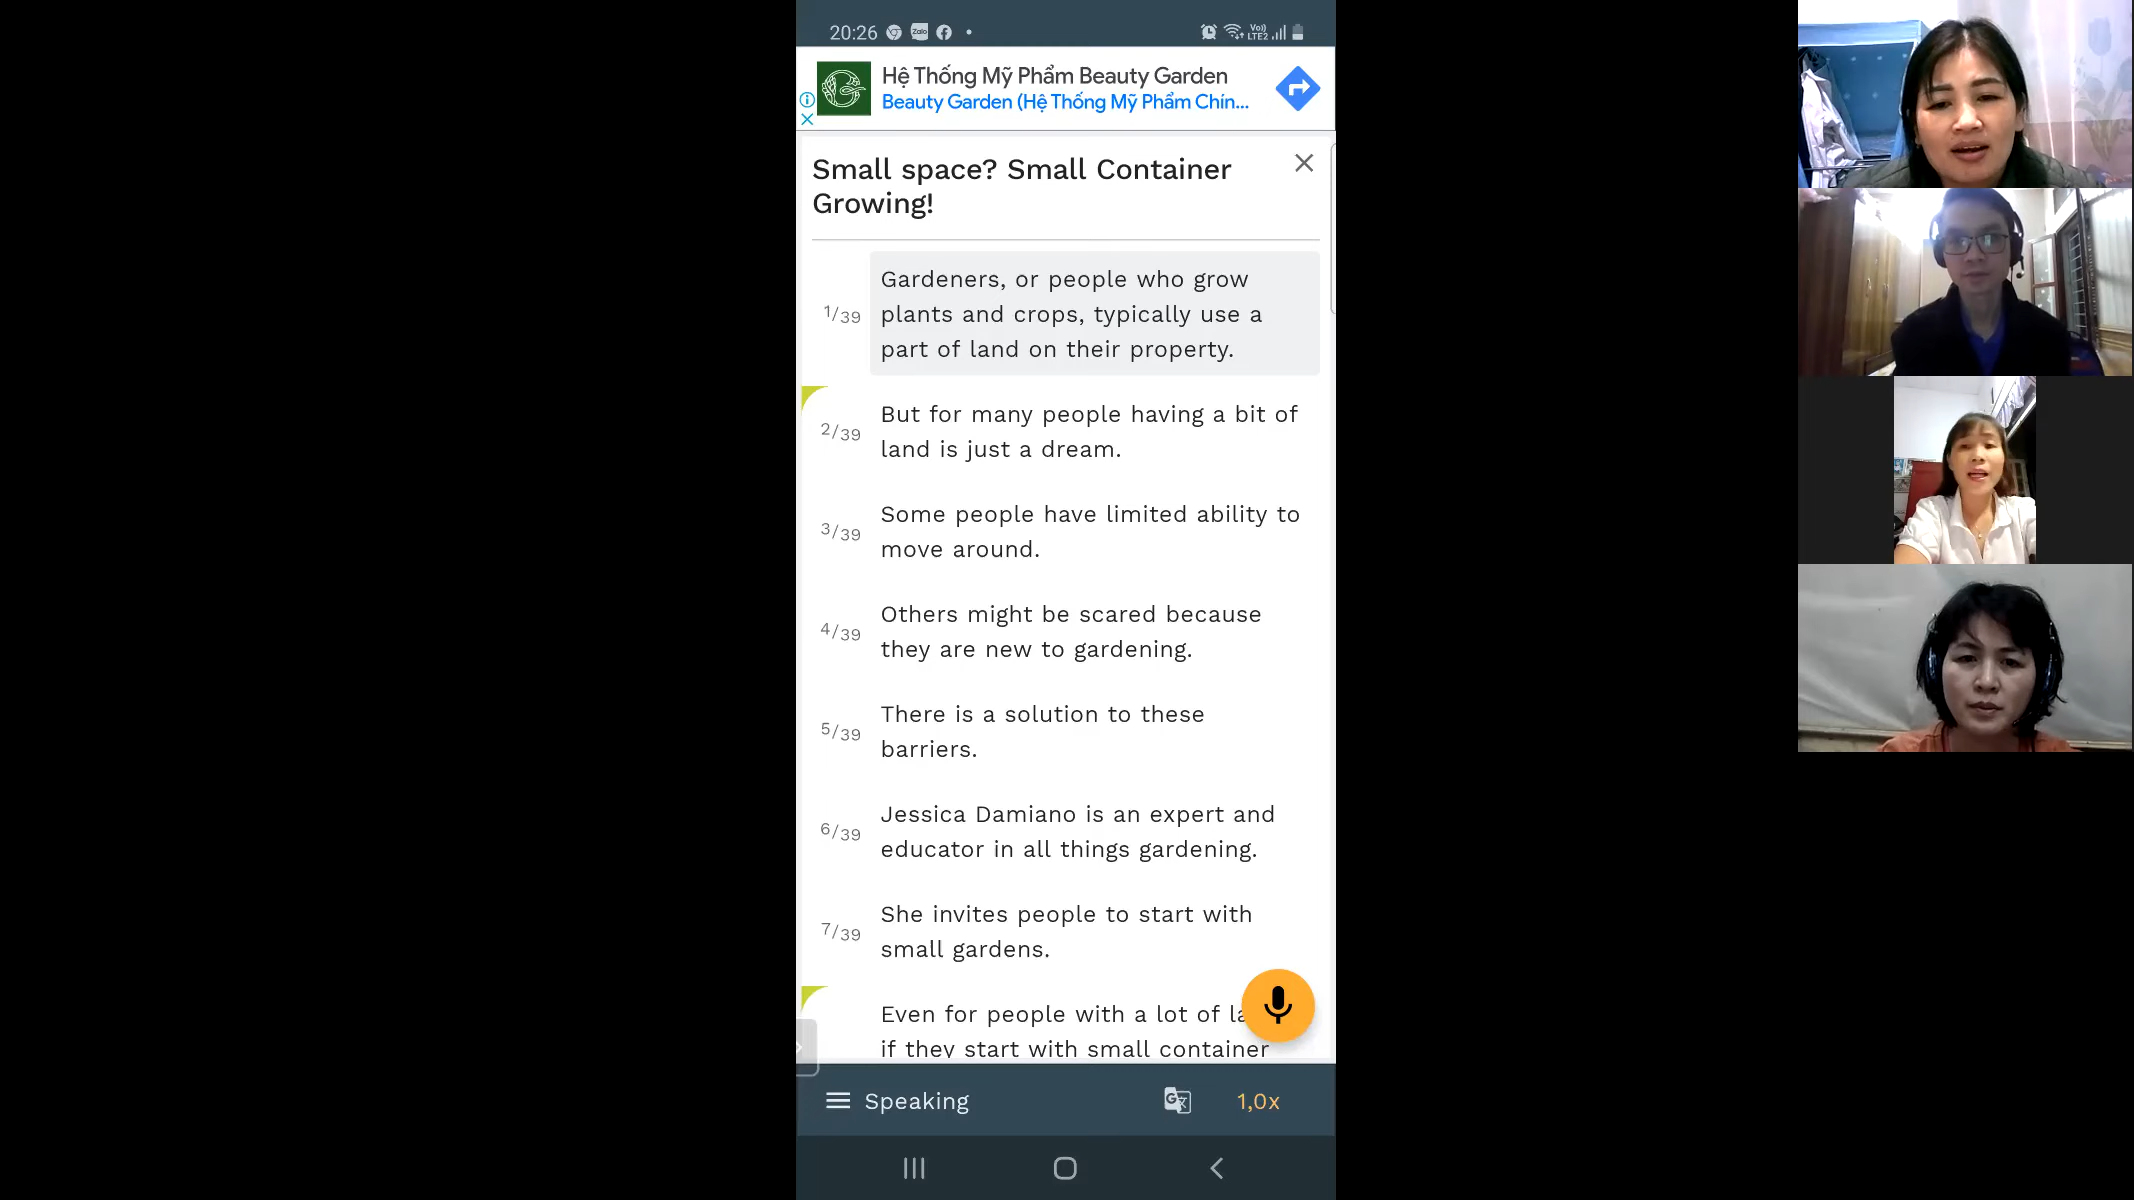 20:26
Zalo
Vo))
LTE2
Hệ Thống Mỹ Phẩm Beauty Garden
Beauty Garden (Hệ Thống Mỹ Phẩm Chín...
Small space? Small Container
Growing!
1/39
Gardeners, or people who grow
plants and crops, typically use a
part of land on their property.
2/39
But for many people having a bit of
land is just a dream.
3/39
Some people have limited ability to
move around.
4/39
Others might be scared because
they are new to gardening.
5/39
There is a solution to these
barriers.
6/39
Jessica Damiano is an expert and
educator in all things gardening.
7/39
She invites people to start with
small gardens.
Even for people with a lot of
if they start with small container
Speaking
1,0x